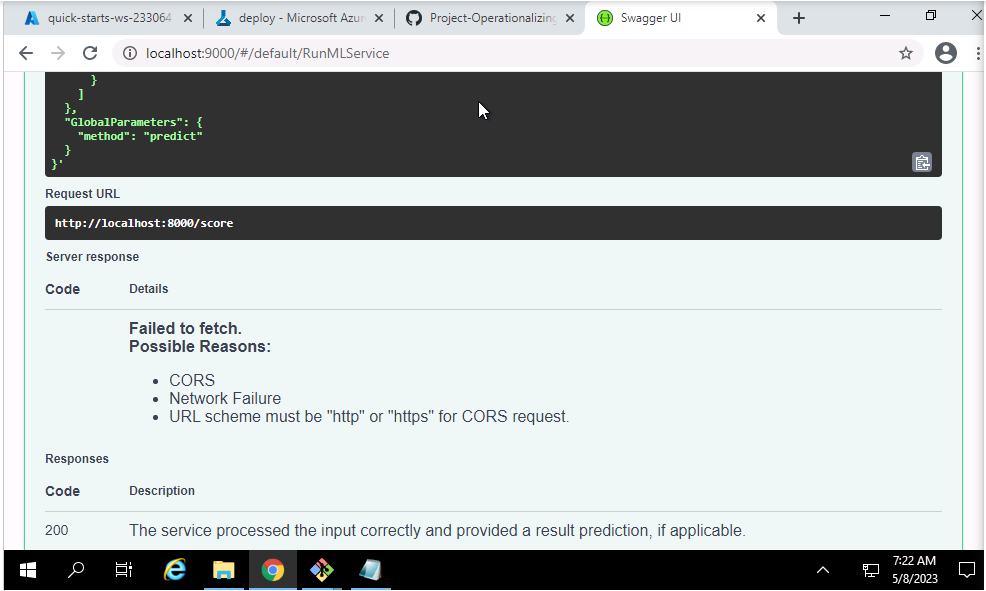 quick-starts-ws-233064
deploy - Microsoft Azur
Project-Operationalizing
Swagger UI
localhost:9000/#/default/RunMLService
}
]
},
"GlobalParameters": {
"method": "predict"
}
}'
Request URL
http://localhost:8000/score
Server response
Code Details
Failed to fetch.
Possible Reasons:
• CORS
• Network Failure
• URL scheme must be "http" or "https" for CORS request.
Responses
Code Description
200 The service processed the input correctly and provided a result prediction, if applicable.
7:22 AM
5/8/2023